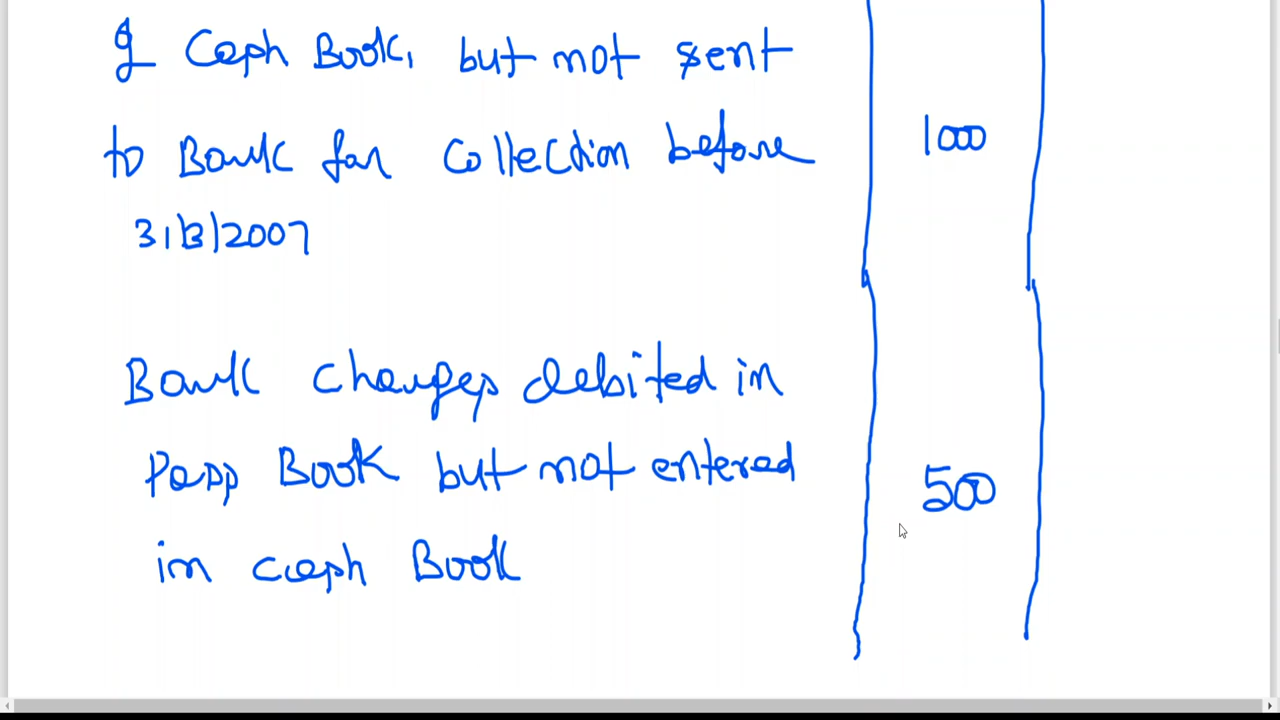 of Cash Book, but not sent
to Bank for collection before 1000
31/3/2007
Bank charges debited in
Pass Book but not entered 500
in cash Book